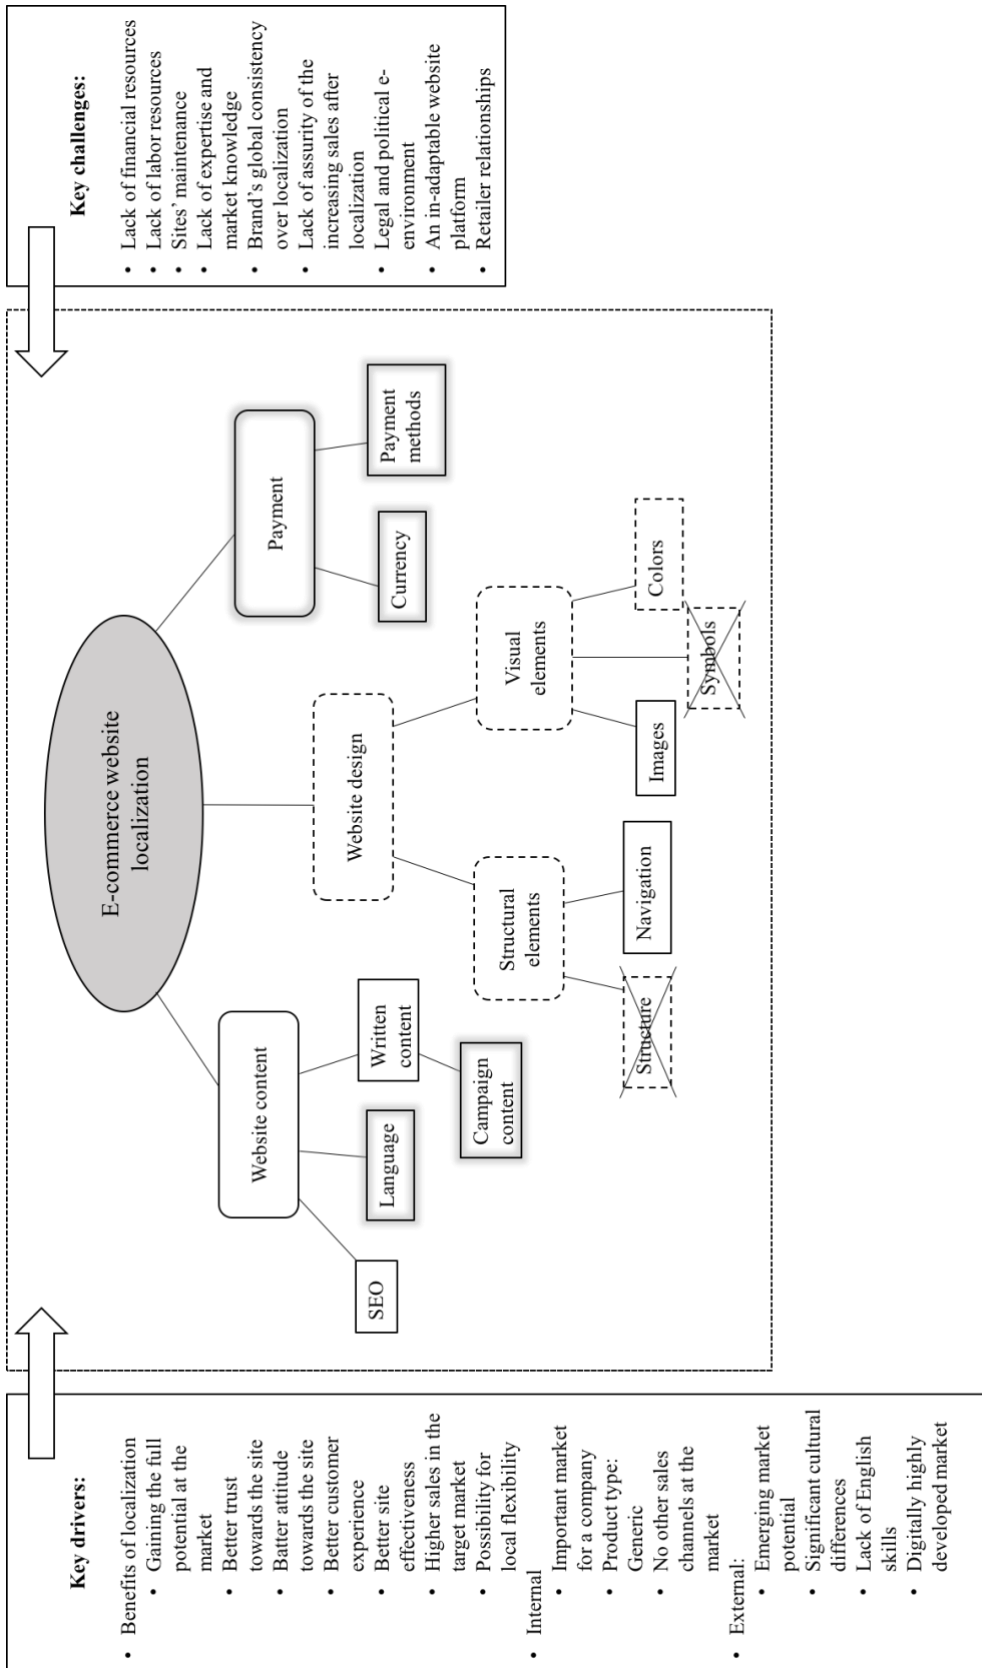 Key drivers:
• Benefits of localization
• Gaining the full
potential at the
market
• Better trust
towards the site
• Batter attitude
towards the site
• Better customer
experience
• Better site
effectiveness
• Higher sales in the
target market
• Possibility for
local flexibility
• Internal
• Important market
for a company
• Product type:
Generic
• No other sales
channels at the
market
• External:
• Emerging market
potential
• Significant cultural
differences
• Lack of English
skills
• Digitally highly
developed market
E-commerce website
localization
Website content
SEO
Language
Written
content
Campaign
content
Website design
Structural
elements
Structure
Navigation
Visual
elements
Images
Symbols
Colors
Payment
Currency
Payment
methods
Key challenges:
• Lack of financial resources
• Lack of labor resources
• Sites' maintenance
• Lack of expertise and
market knowledge
• Brand's global consistency
over localization
• Lack of assurity of the
increasing sales after
localization
• Legal and political e-
environment
• An in-adaptable website
platform
• Retailer relationships